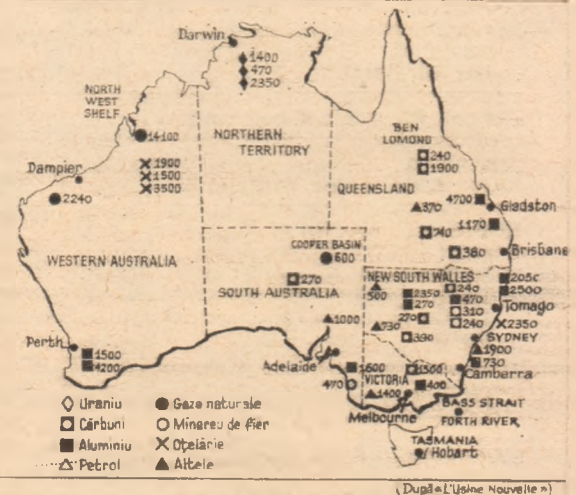 Darwin
1400
470
2350
NORTH
WEST
SHELF
14100
NORTHERN
TERRITORY
BEN
LOMOND
240
1900
1900
1500
3500
Dampier
2240
QUEENSLAND
370
4700
Gladston
1170
740
380
Brisbane
WESTERN AUSTRALIA
COOPER BASIN
600
270
SOUTH AUSTRALIA
1000
NEW SOUTH WALLES
500
2350
270
240
470
310
240
2500
Tomago
2350
730
270
330
SYDNEY
1900
730
Camberra
Perth
1500
4200
Adelaide
1600
470
VICTORIA
1500
400
1400
Melbourne
BASS STRAIT
FORTH RIVER
TASMANIA
Hobart
Uraniu
Cărbuni
Aluminiu
Petrol
Gaze naturale
Minereu de fier
Oţelărie
Altele
(După «L'Usine Nouvelle»)